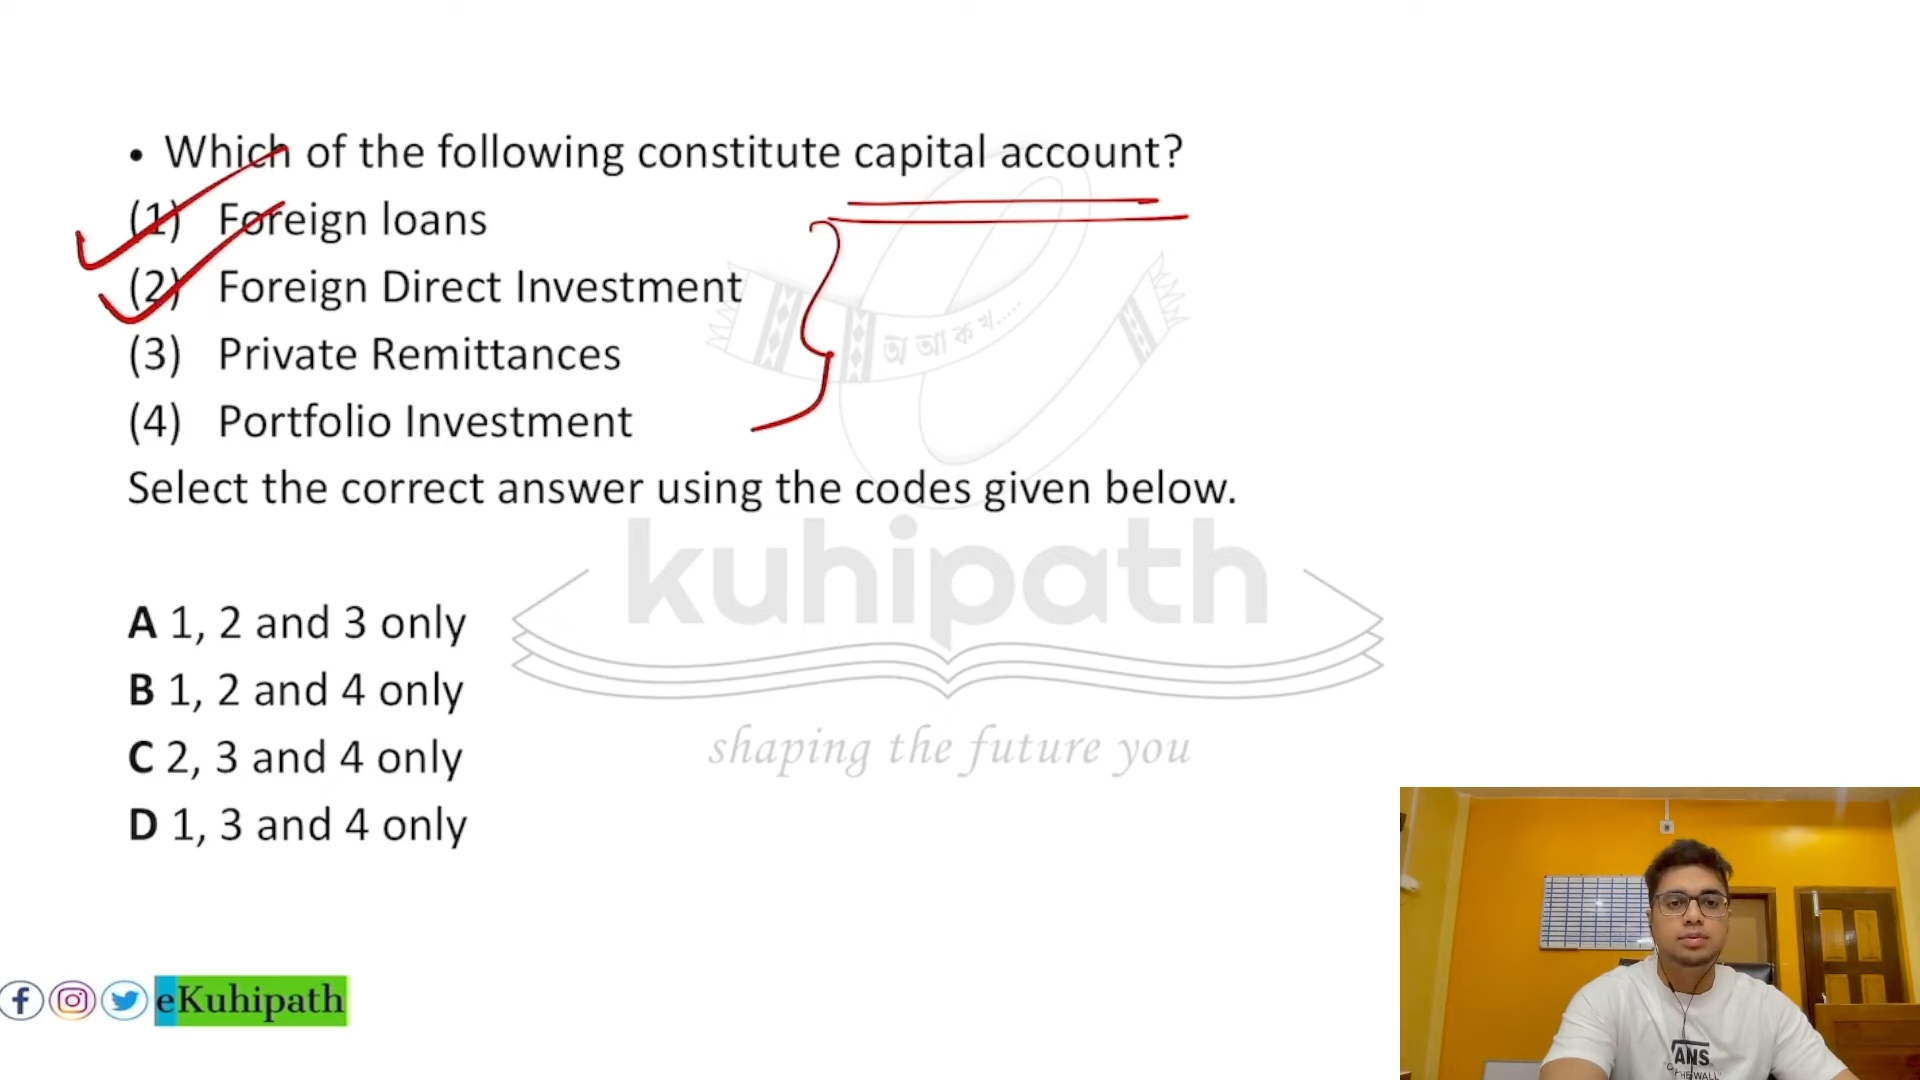 • Which of the following constitute capital account?
(1) Foreign loans
(2) Foreign Direct Investment
(3) Private Remittances
(4) Portfolio Investment
Select the correct answer using the codes given below.
A 1, 2 and 3 only
B 1, 2 and 4 only
C 2, 3 and 4 only
D 1, 3 and 4 only
অ আ ক খ.....
kuhipath
shaping the future you
eKuhipath